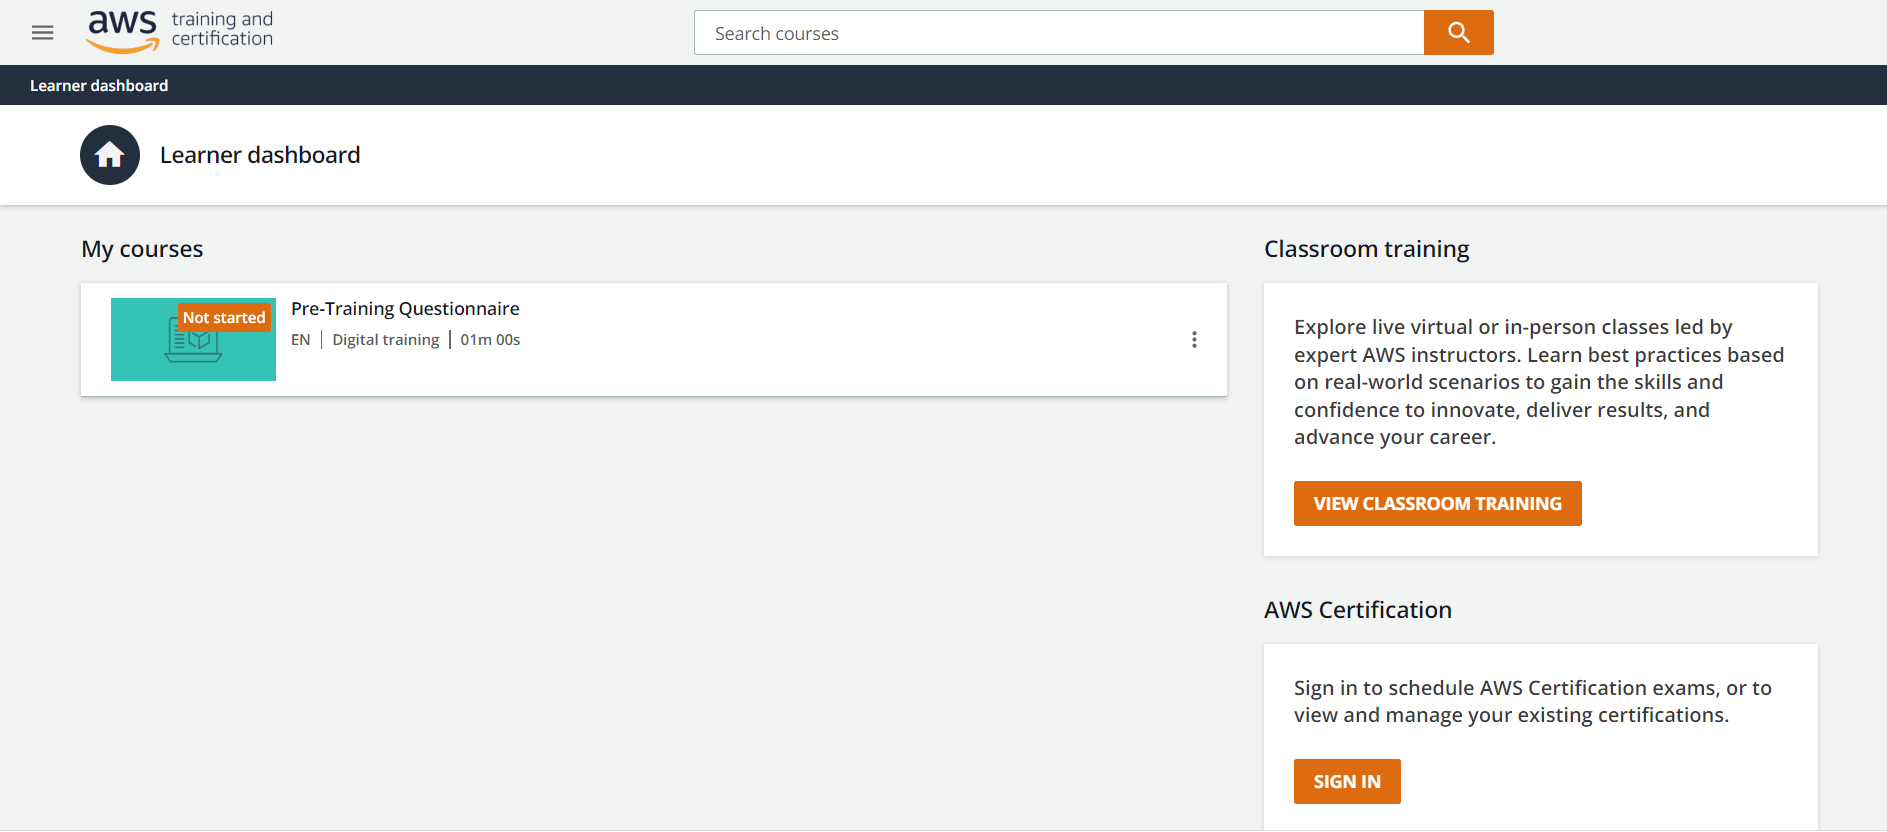 aws training and
certification
Search courses
Learner dashboard
Learner dashboard
My courses
Not started
Pre-Training Questionnaire
EN | Digital training | 01m 00s
Classroom training
Explore live virtual or in-person classes led by
expert AWS instructors. Learn best practices based
on real-world scenarios to gain the skills and
confidence to innovate, deliver results, and
advance your career.
VIEW CLASSROOM TRAINING
AWS Certification
Sign in to schedule AWS Certification exams, or to
view and manage your existing certifications.
SIGN IN